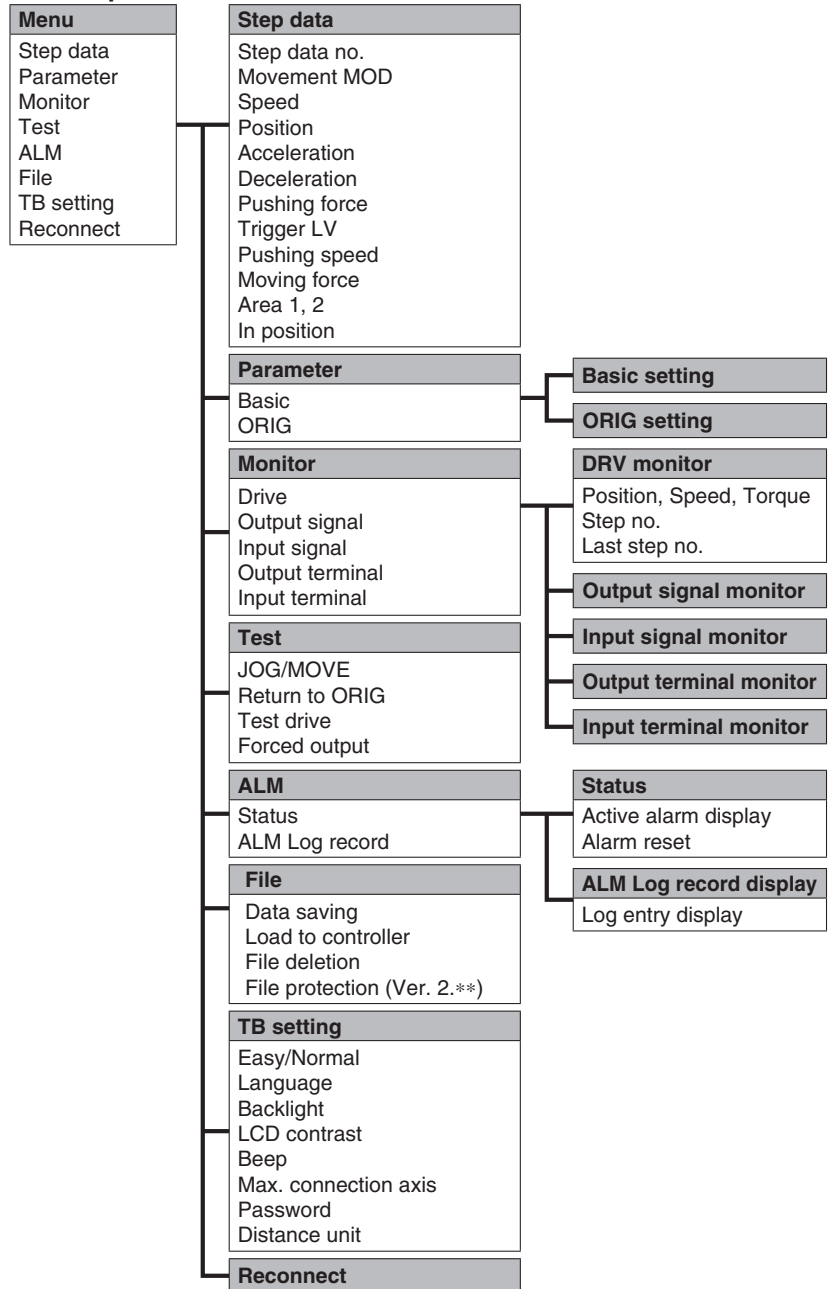 Menu
Step data
Parameter
Monitor
Test
ALM
File
TB setting
Reconnect
Step data
Step data no.
Movement MOD
Speed
Position
Acceleration
Deceleration
Pushing force
Trigger LV
Pushing speed
Moving force
Area 1, 2
In position
Parameter
Basic
ORIG
Basic setting
ORIG setting
Monitor
Drive
Output signal
Input signal
Output terminal
Input terminal
DRV monitor
Position, Speed, Torque
Step no.
Last step no.
Output signal monitor
Input signal monitor
Output terminal monitor
Input terminal monitor
Test
JOG/MOVE
Return to ORIG
Test drive
Forced output
ALM
Status
ALM Log record
Status
Active alarm display
Alarm reset
ALM Log record display
Log entry display
File
Data saving
Load to controller
File deletion
File protection (Ver. 2.**)
TB setting
Easy/Normal
Language
Backlight
LCD contrast
Beep
Max. connection axis
Password
Distance unit
Reconnect